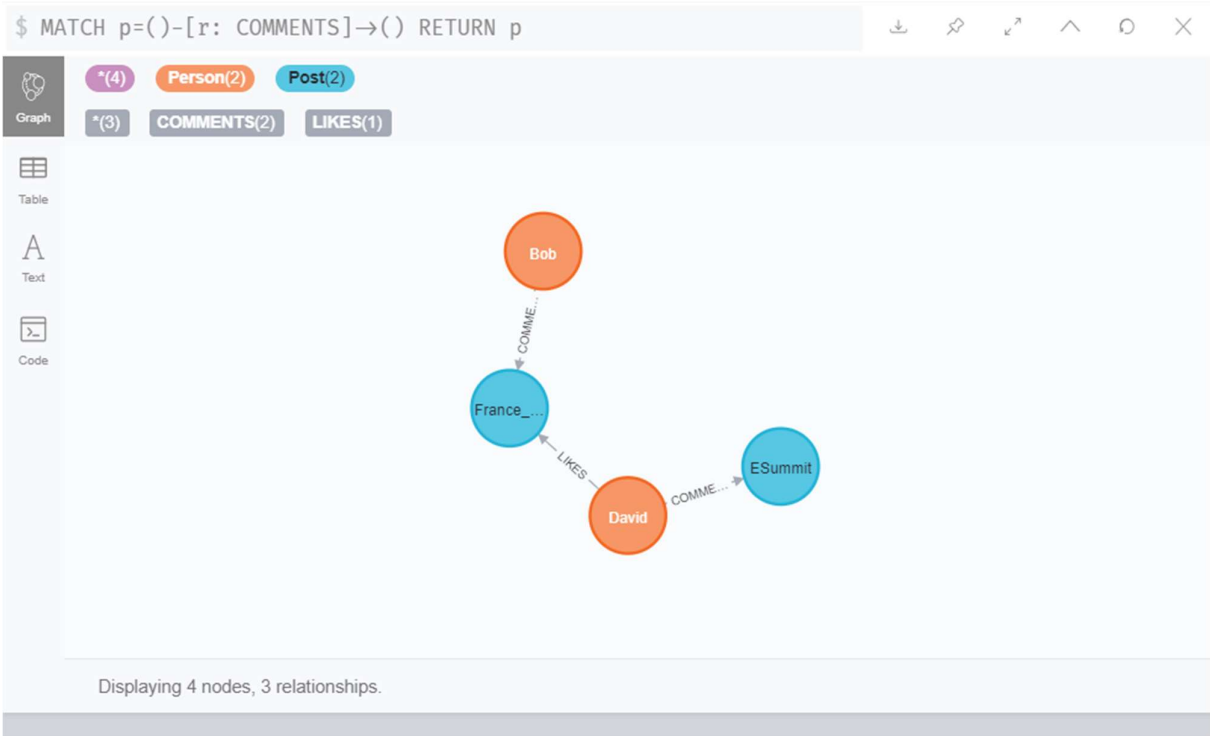 $ MATCH p=()-[r: COMMENTS]→() RETURN p
*(4) Person(2) Post(2)
Graph
*(3) COMMENTS(2) LIKES(1)
Table
Text
Code
Bob
COMME...
France_...
LIKES
ESummit
COMME...
David
Displaying 4 nodes, 3 relationships.